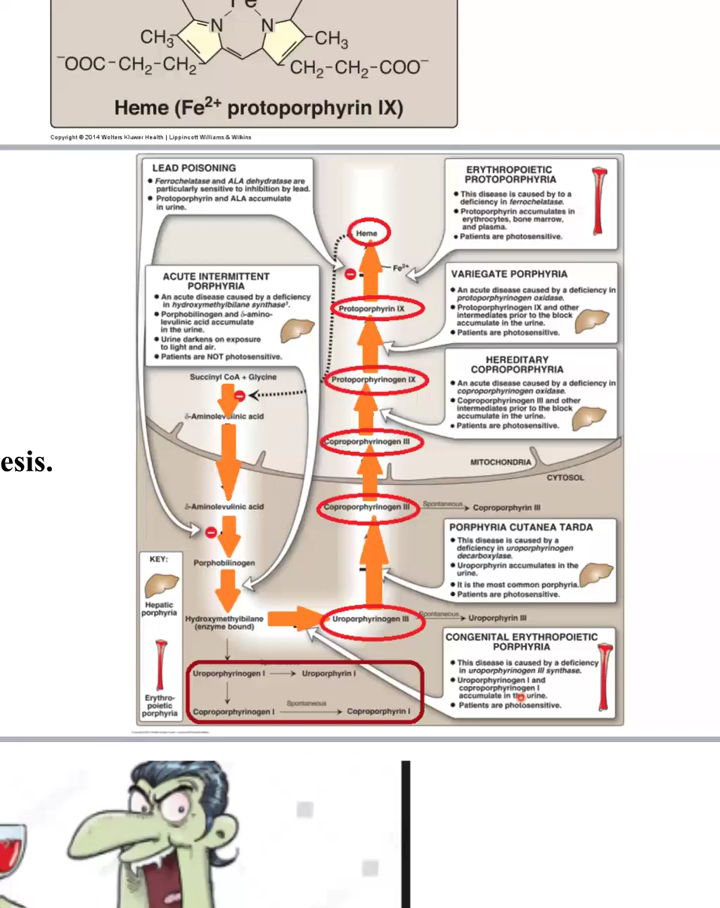 Fe
N
N
CH₃
CH₃
⁻OOC-CH₂-CH₂
CH₂-CH₂-COO⁻
Heme (Fe²⁺ protoporphyrin IX)
Copyright © 2014 Wolters Kluwer Health | Lippincott Williams & Wilkins
esis.
LEAD POISONING
• Ferrochelatase and ALA dehydratase are
particularly sensitive to inhibition by lead.
• Protoporphyrin and ALA accumulate
in urine.
ERYTHROPOIETIC
PROTOPORPHYRIA
• This disease is caused by to a
deficiency in ferrochelatase.
• Protoporphyrin accumulates in
erythrocytes, bone marrow,
and plasma.
• Patients are photosensitive.
Heme
Fe²⁺
ACUTE INTERMITTENT
PORPHYRIA
• An acute disease caused by a deficiency
in hydroxymethylbilane synthase¹.
• Porphobilinogen and δ-amino-
levulinic acid accumulate
in the urine.
• Urine darkens on exposure
to light and air.
• Patients are NOT photosensitive.
VARIEGATE PORPHYRIA
• An acute disease caused by a deficiency in
protoporphyrinogen oxidase.
• Protoporphyrinogen IX and other
intermediates prior to the block
accumulate in the urine.
• Patients are photosensitive.
Protoporphyrin IX
HEREDITARY
COPROPORPHYRIA
• An acute disease caused by a deficiency in
coproporphyrinogen oxidase.
• Coproporphyrinogen III and other
intermediates prior to the block
accumulate in the urine.
• Patients are photosensitive.
Succinyl CoA + Glycine
Protoporphyrinogen IX
δ-Aminolevulinic acid
Coproporphyrinogen III
MITOCHONDRIA
CYTOSOL
δ-Aminolevulinic acid
Coproporphyrinogen III
Spontaneous
Coproporphyrin III
PORPHYRIA CUTANEA TARDA
• This disease is caused by a
deficiency in uroporphyrinogen
decarboxylase.
• Uroporphyrin accumulates in the
urine.
• It is the most common porphyria.
• Patients are photosensitive.
KEY:
Hepatic
porphyria
Erythro-
poietic
porphyria
Porphobilinogen
Hydroxymethylbilane
(enzyme bound)
Uroporphyrinogen III
Spontaneous
Uroporphyrin III
CONGENITAL ERYTHROPOIETIC
PORPHYRIA
• This disease is caused by a deficiency
in uroporphyrinogen III synthase.
• Uroporphyrinogen I and
coproporphyrinogen I
accumulate in the urine.
• Patients are photosensitive.
Uroporphyrinogen I
Uroporphyrin I
Coproporphyrinogen I
Spontaneous
Coproporphyrin I